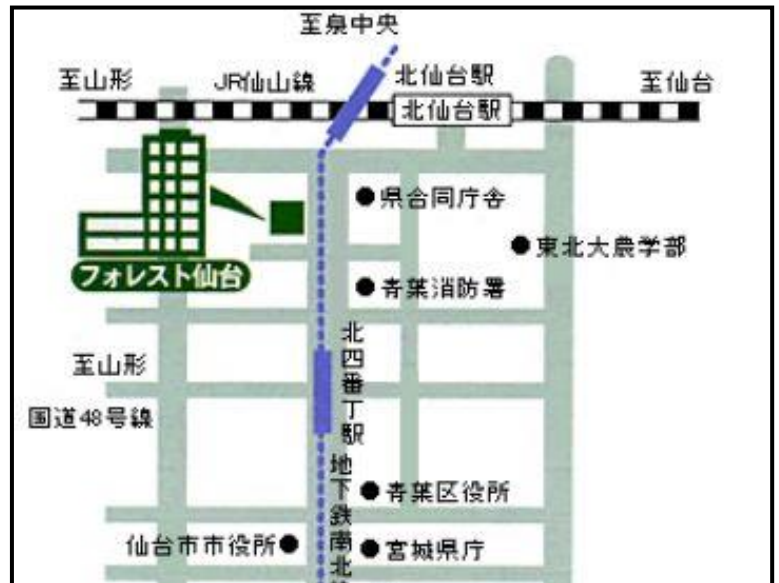 至泉中央
至山形
JR仙山線
北仙台駅
至仙台
北仙台駅
県合同庁舎
東北大農学部
フォレスト仙台
青葉消防署
北四番丁駅
至山形
国道48号線
地下鉄南北
青葉区役所
仙台市市役所
宮城県庁